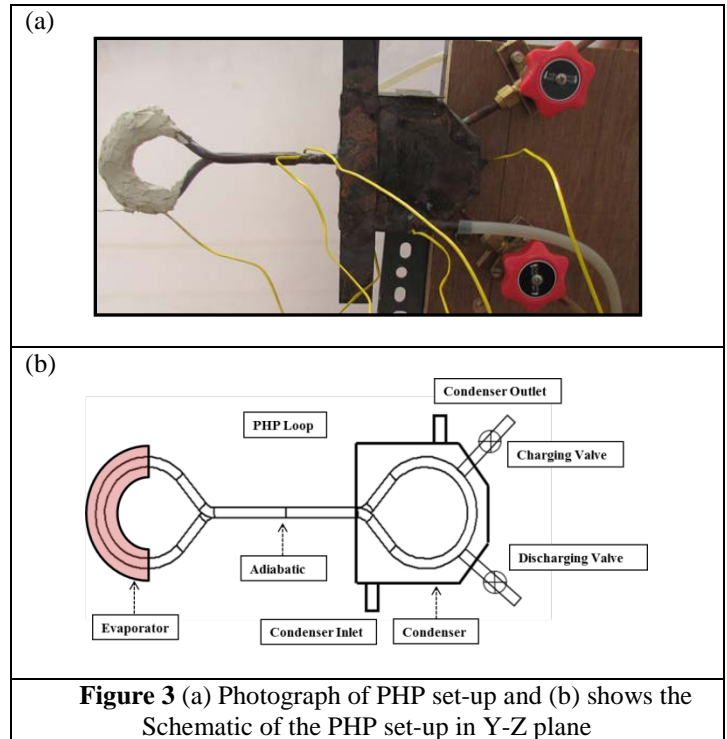 (a)
(b)
Condenser Outlet
PHP Loop
Charging Valve
Discharging Valve
Adiabatic
Evaporator
Condenser Inlet
Condenser
Figure 3 (a) Photograph of PHP set-up and (b) shows the
Schematic of the PHP set-up in Y-Z plane